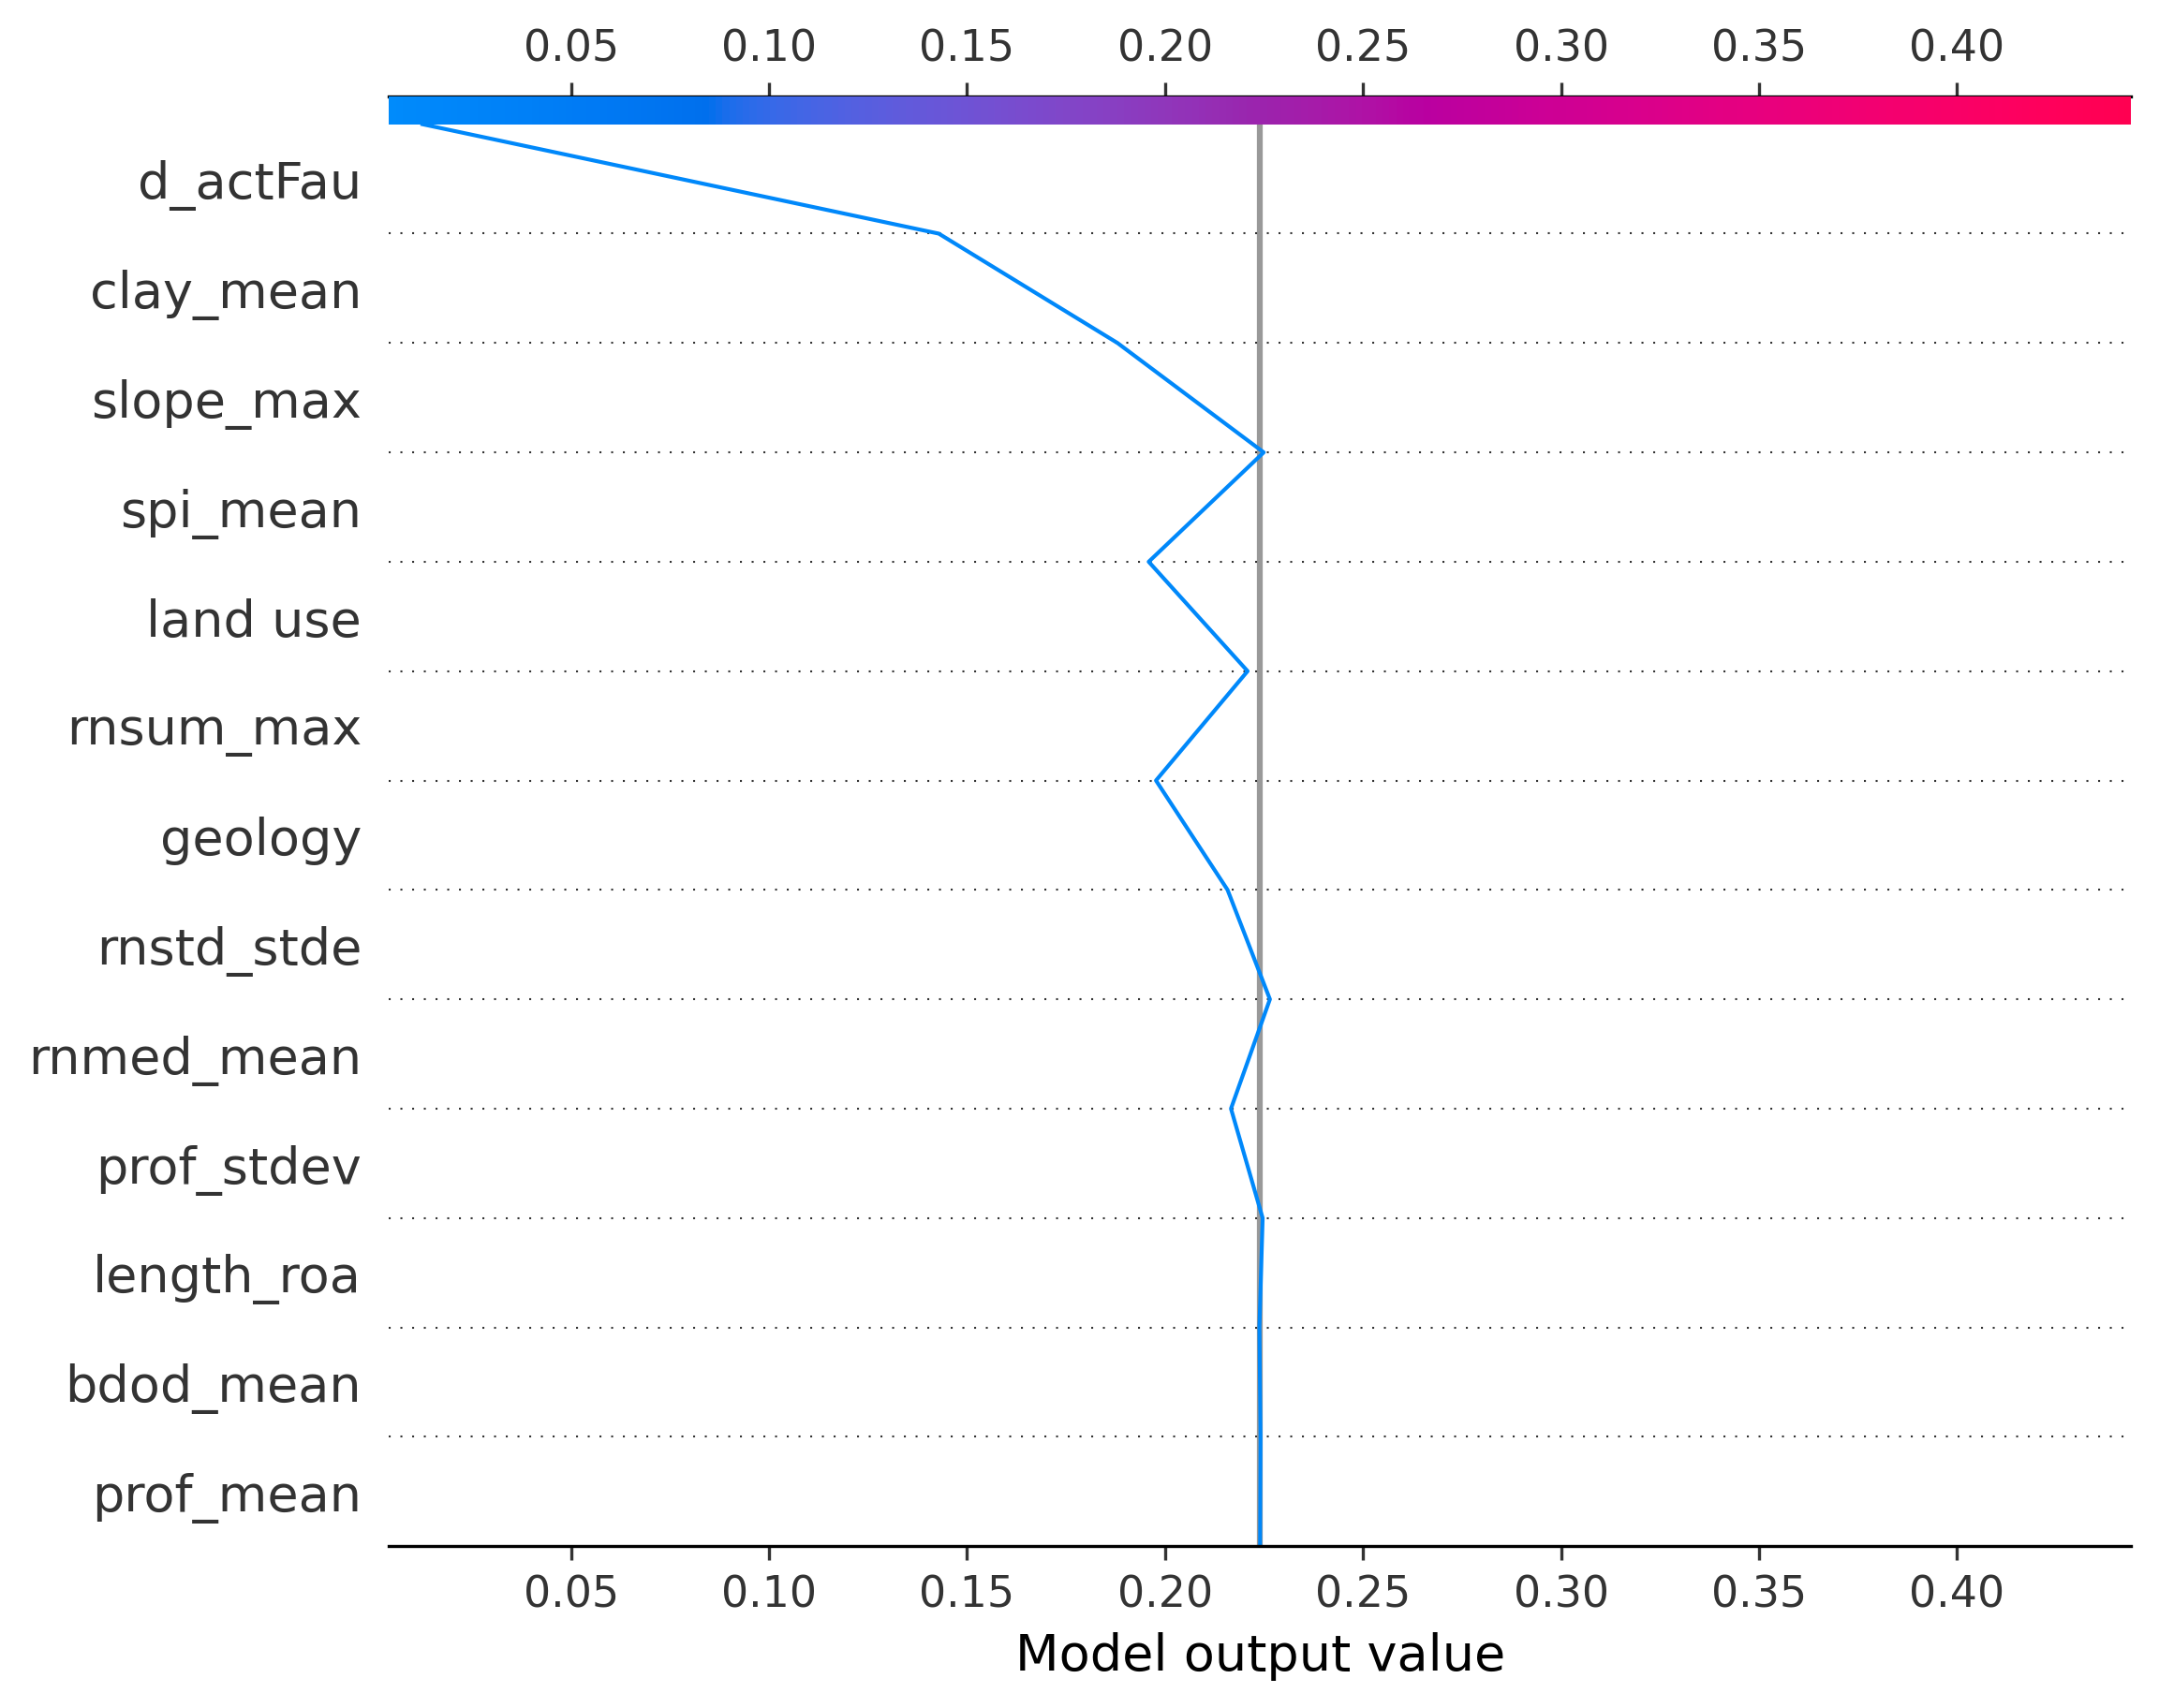 0.05 0.10 0.15 0.20 0.25 0.30 0.35 0.40
d_actFau
clay_mean
slope_max
spi_mean
land use
rnsum_max
geology
rnstd_stde
rnmed_mean
prof_stdev
length_roa
bdod_mean
prof_mean
0.05 0.10 0.15 0.20 0.25 0.30 0.35 0.40
Model output value